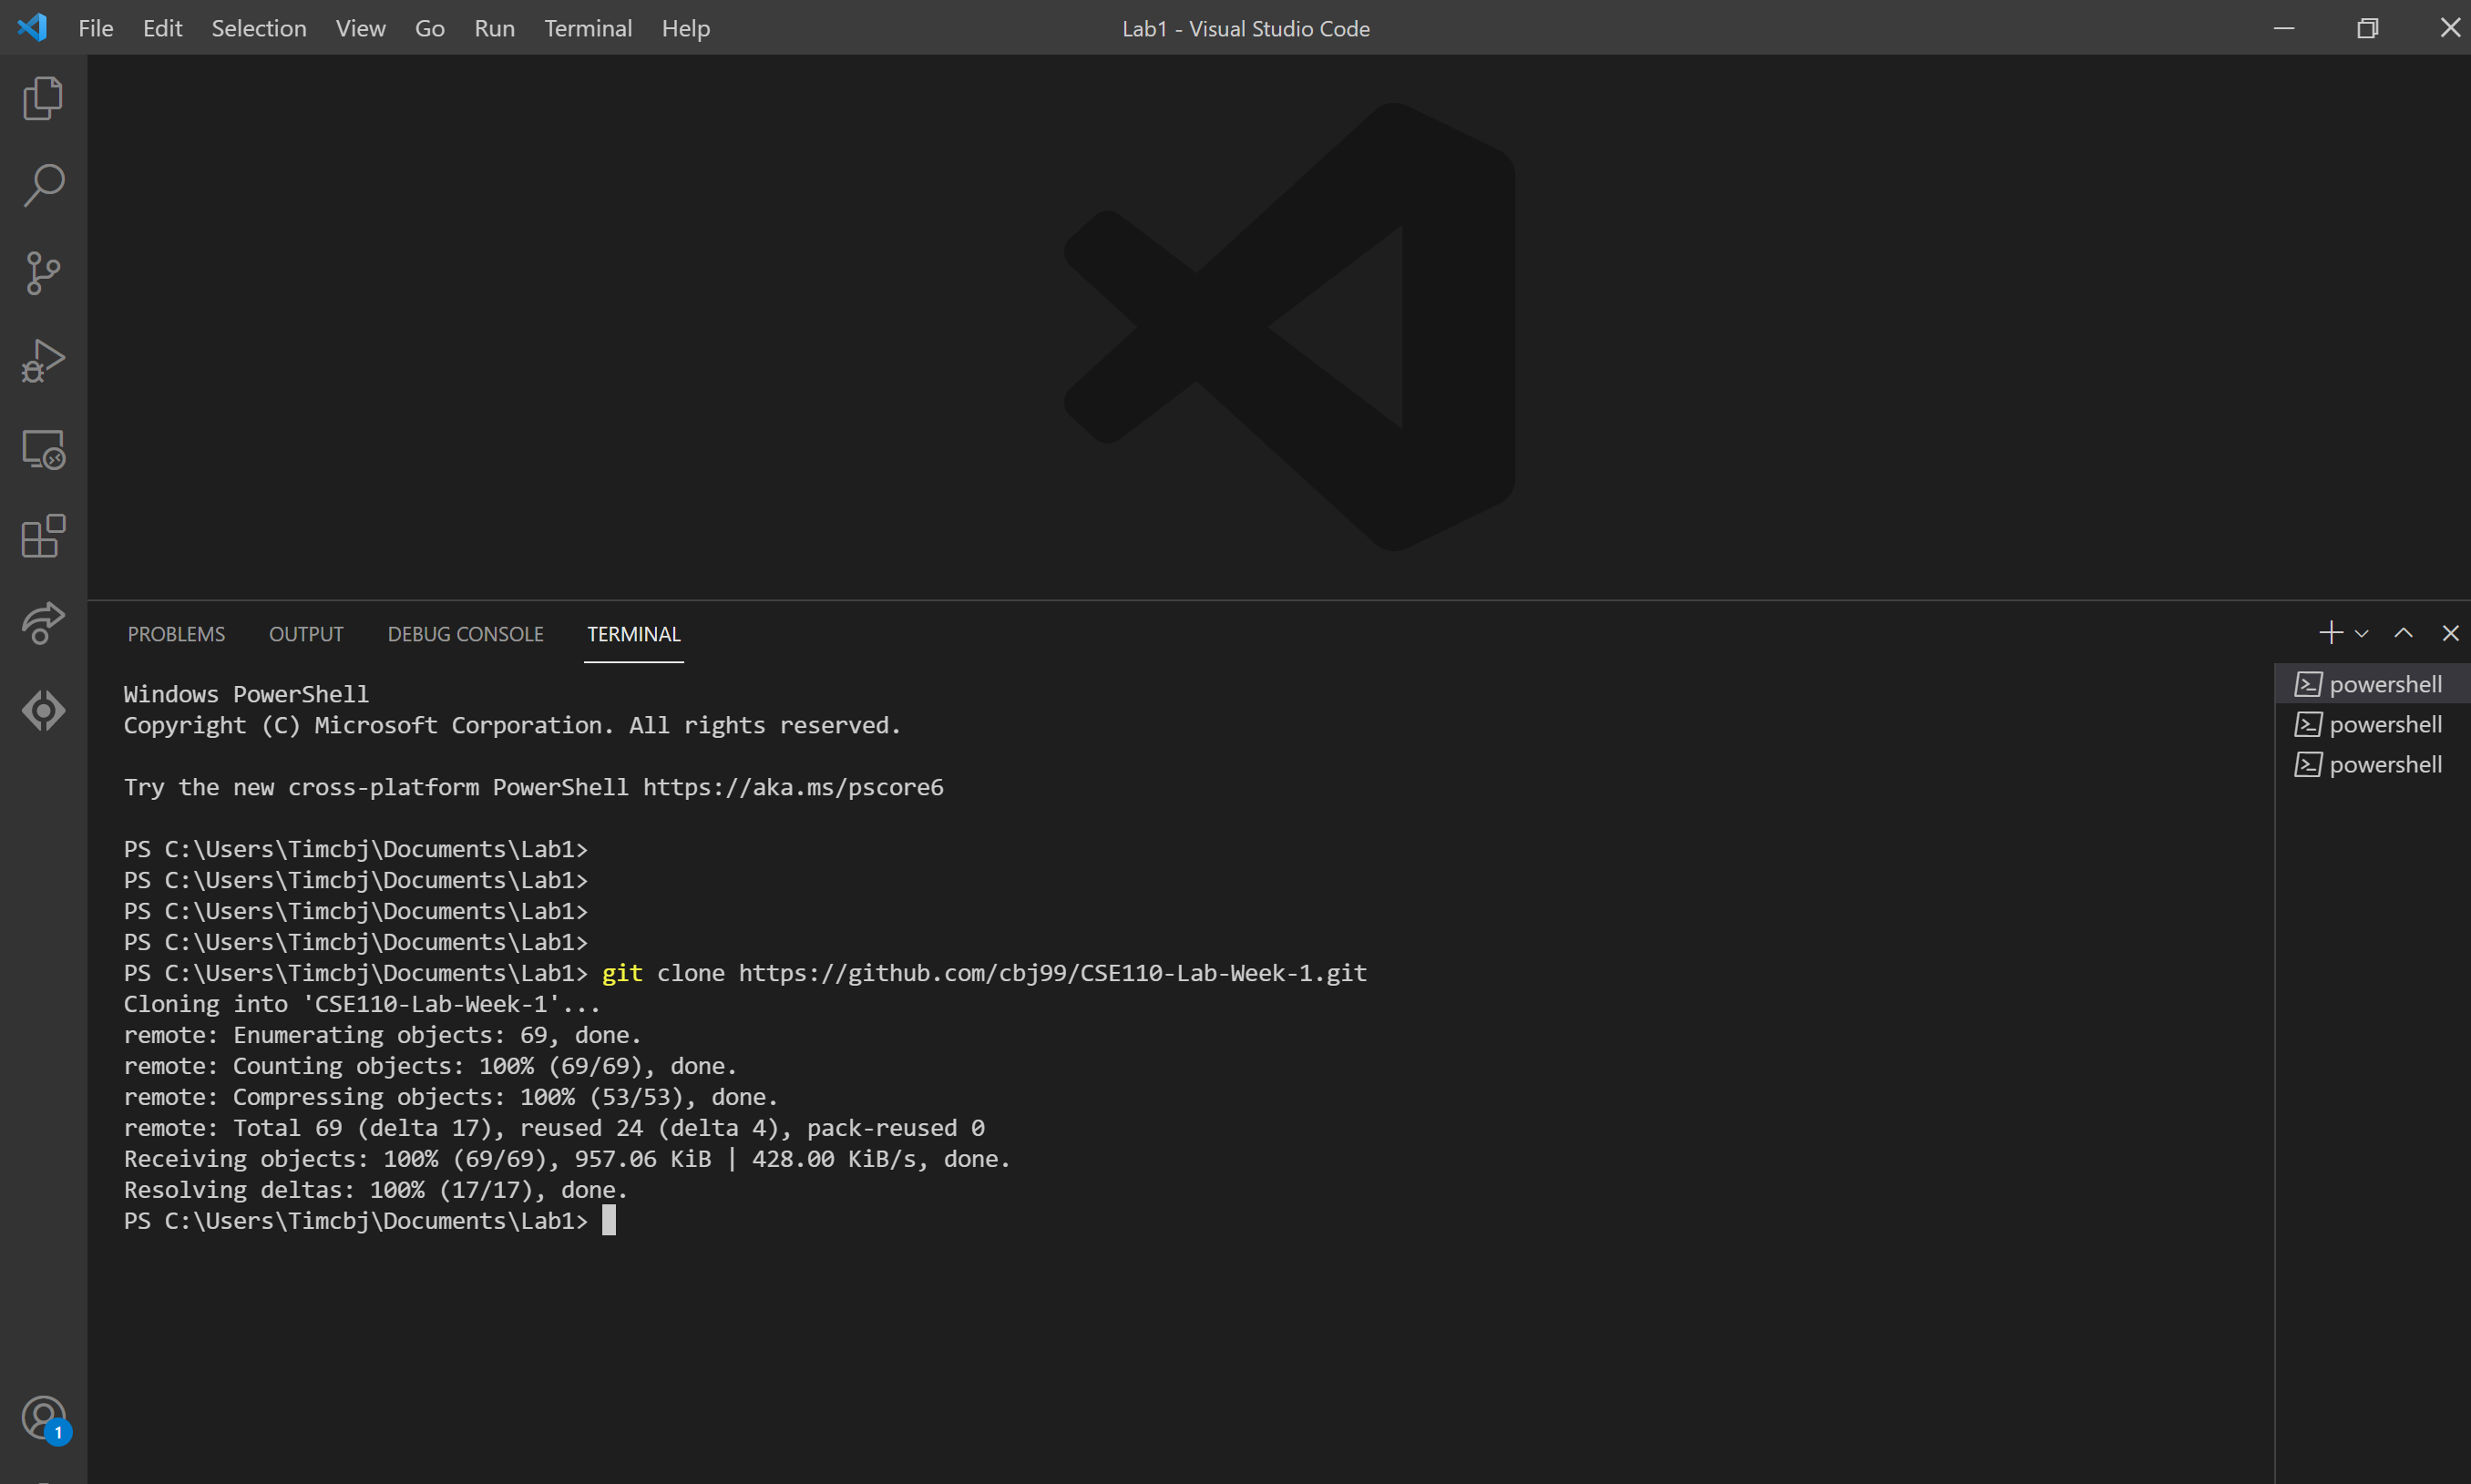 File Edit Selection View Go Run Terminal Help Lab1 - Visual Studio Code
PROBLEMS OUTPUT DEBUG CONSOLE TERMINAL
powershell
powershell
powershell
Windows PowerShell
Copyright (C) Microsoft Corporation. All rights reserved.
Try the new cross-platform PowerShell https://aka.ms/pscore6
PS C:\Users\Timcbj\Documents\Lab1>
PS C:\Users\Timcbj\Documents\Lab1>
PS C:\Users\Timcbj\Documents\Lab1>
PS C:\Users\Timcbj\Documents\Lab1>
PS C:\Users\Timcbj\Documents\Lab1> git clone https://github.com/cbj99/CSE110-Lab-Week-1.git
Cloning into 'CSE110-Lab-Week-1'...
remote: Enumerating objects: 69, done.
remote: Counting objects: 100% (69/69), done.
remote: Compressing objects: 100% (53/53), done.
remote: Total 69 (delta 17), reused 24 (delta 4), pack-reused 0
Receiving objects: 100% (69/69), 957.06 KiB | 428.00 KiB/s, done.
Resolving deltas: 100% (17/17), done.
PS C:\Users\Timcbj\Documents\Lab1>
1